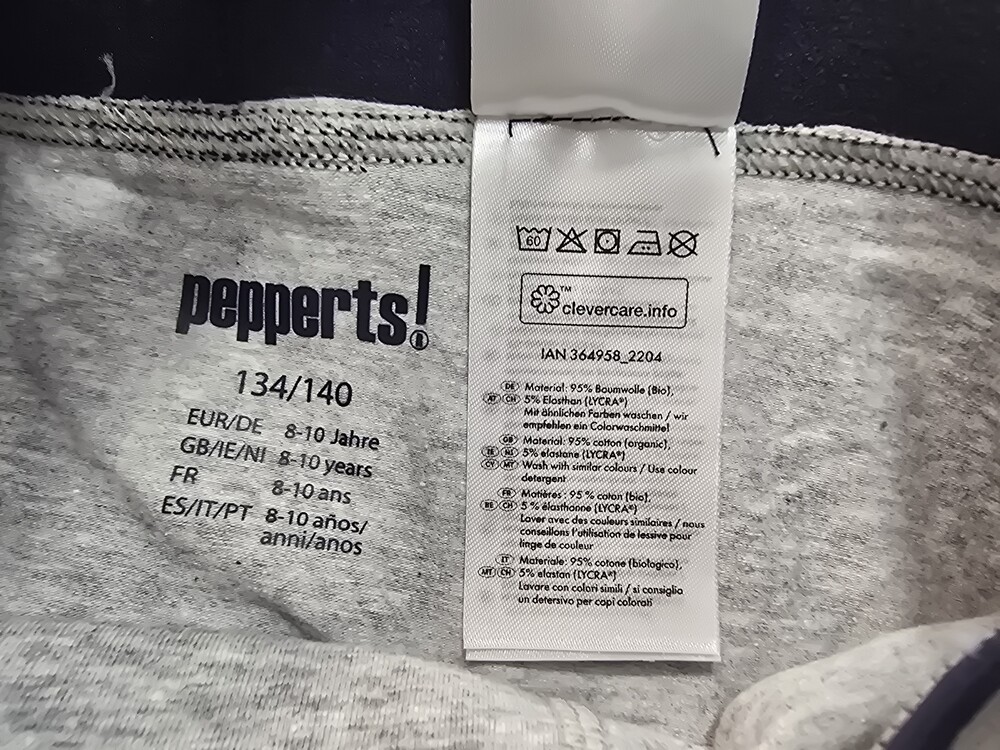 pepperts!®
134/140
EUR/DE 8-10 Jahre
GB/IE/NI 8-10 years
FR 8-10 ans
ES/IT/PT 8-10 años/
anni/anos
60
™
clevercare.info
IAN 364958_2204
DE Material: 95% Baumwolle (Bio),
AT CH 5% Elasthan (LYCRA®)
Mit ähnlichen Farben waschen / wir
empfehlen ein Colorwaschmittel
GB Material: 95% cotton (organic),
IE NI 5% elastane (LYCRA®)
CY MT Wash with similar colours / Use colour
detergent
FR Matières : 95 % coton (bio),
BE CH 5 % élasthanne (LYCRA®)
Laver avec des couleurs similaires / nous
conseillons l'utilisation de lessive pour
linge de couleur
IT Materiale: 95% cotone (biologico),
MT CH 5% elastan (LYCRA®)
Lavare con colori simili / si consiglia
un detersivo per capi colorati